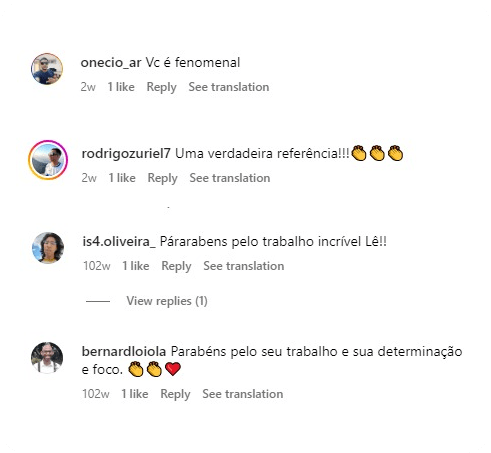 onecio_ar Vc é fenomenal
2w 1 like Reply See translation
rodrigozuriel7 Uma verdadeira referência!!!👏👏👏
2w 1 like Reply See translation
is4.oliveira_ Párarabens pelo trabalho incrível Lê!!
102w 1 like Reply See translation
View replies (1)
bernardloiola Parabéns pelo seu trabalho e sua determinação
e foco. 👏👏❤️
102w 1 like Reply See translation